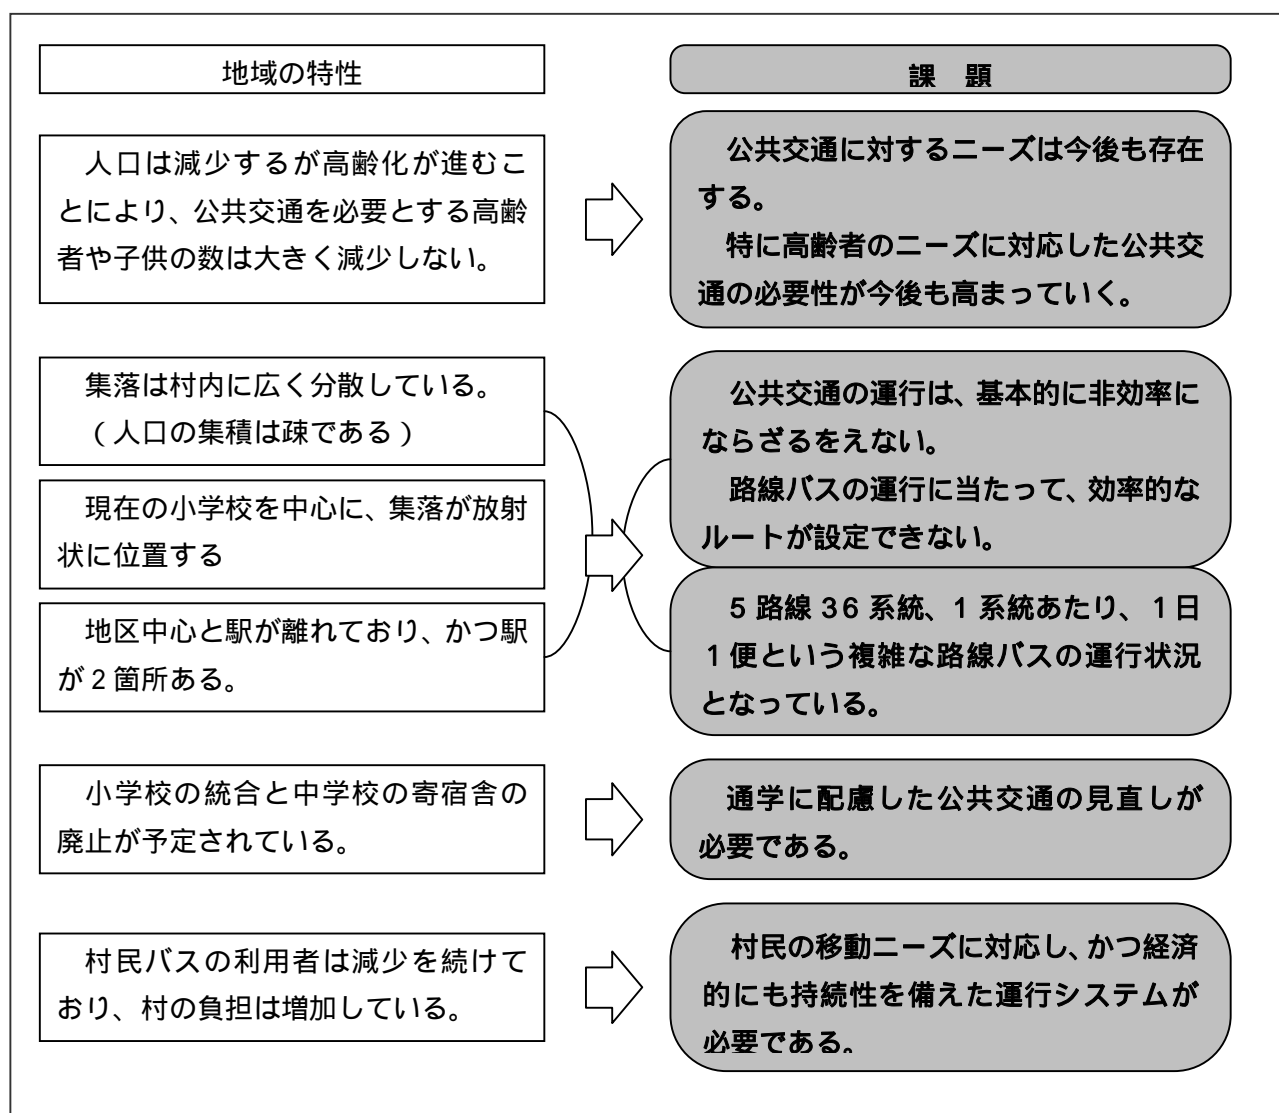 地域の特性
課　題
人口は減少するが高齢化が進むこ
とにより、公共交通を必要とする高齢
者や子供の数は大きく減少しない。
公共交通に対するニーズは今後も存在
する。
特に高齢者のニーズに対応した公共交
通の必要性が今後も高まっていく。
集落は村内に広く分散している。
（人口の集積は疎である）
現在の小学校を中心に、集落が放射
状に位置する
地区中心と駅が離れており、かつ駅
が２箇所ある。
公共交通の運行は、基本的に非効率に
ならざるをえない。
路線バスの運行に当たって、効率的な
ルートが設定できない。
５路線３６系統、１系統あたり、１日
１便という複雑な路線バスの運行状況
となっている。
小学校の統合と中学校の寄宿舎の
廃止が予定されている。
通学に配慮した公共交通の見直しが
必要である。
村民バスの利用者は減少を続けて
おり、村の負担は増加している。
村民の移動ニーズに対応し、かつ経済
的にも持続性を備えた運行システムが
必要である。